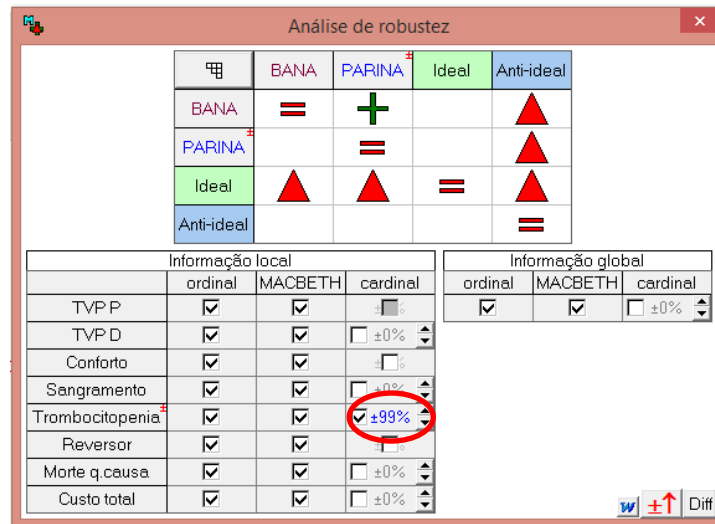 Análise de robustez
BANA PARINA ± Ideal Anti-ideal
BANA
PARINA ±
Ideal
Anti-ideal
Informação local Informação global
ordinal MACBETH cardinal ordinal MACBETH cardinal
±0%
TVP P
TVP D ±0%
Conforto
Sangramento ±0%
Trombocitopenia ± ±99%
Reversor
Morte q.causa ±0%
Custo total ±0%
W ±↑ Diff